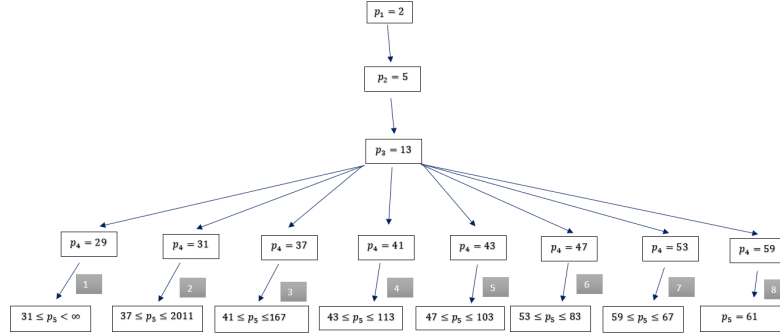 p₁ = 2
p₂ = 5
p₃ = 13
p₄ = 29 p₄ = 31 p₄ = 37 p₄ = 41 p₄ = 43 p₄ = 47 p₄ = 53 p₄ = 59
1 2 3 4 5 6 7 8
31 ≤ p₅ < ∞ 37 ≤ p₅ ≤ 2011 41 ≤ p₅ ≤167 43 ≤ p₅ ≤ 113 47 ≤ p₅ ≤ 103 53 ≤ p₅ ≤ 83 59 ≤ p₅ ≤ 67 p₅ = 61